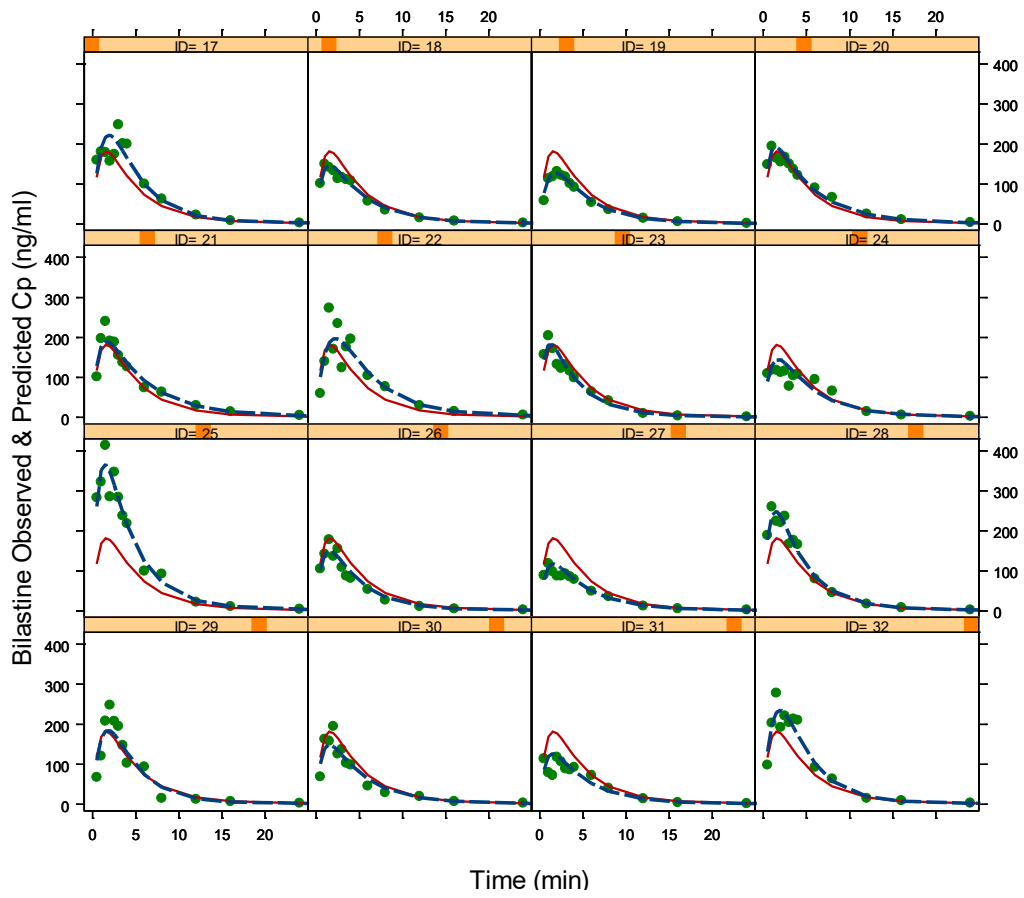 0 5 10 15 20 0 5 10 15 20
ID= 17 ID= 18 ID= 19 ID= 20
400
300
200
100
0
ID= 21 ID= 22 ID= 23 ID= 24
400
300
200
100
0
ID= 25 ID= 26 ID= 27 ID= 28
400
300
200
100
0
ID= 29 ID= 30 ID= 31 ID= 32
400
300
200
100
0
0 5 10 15 20 0 5 10 15 20
Bilastine Observed & Predicted Cp (ng/ml)
Time (min)